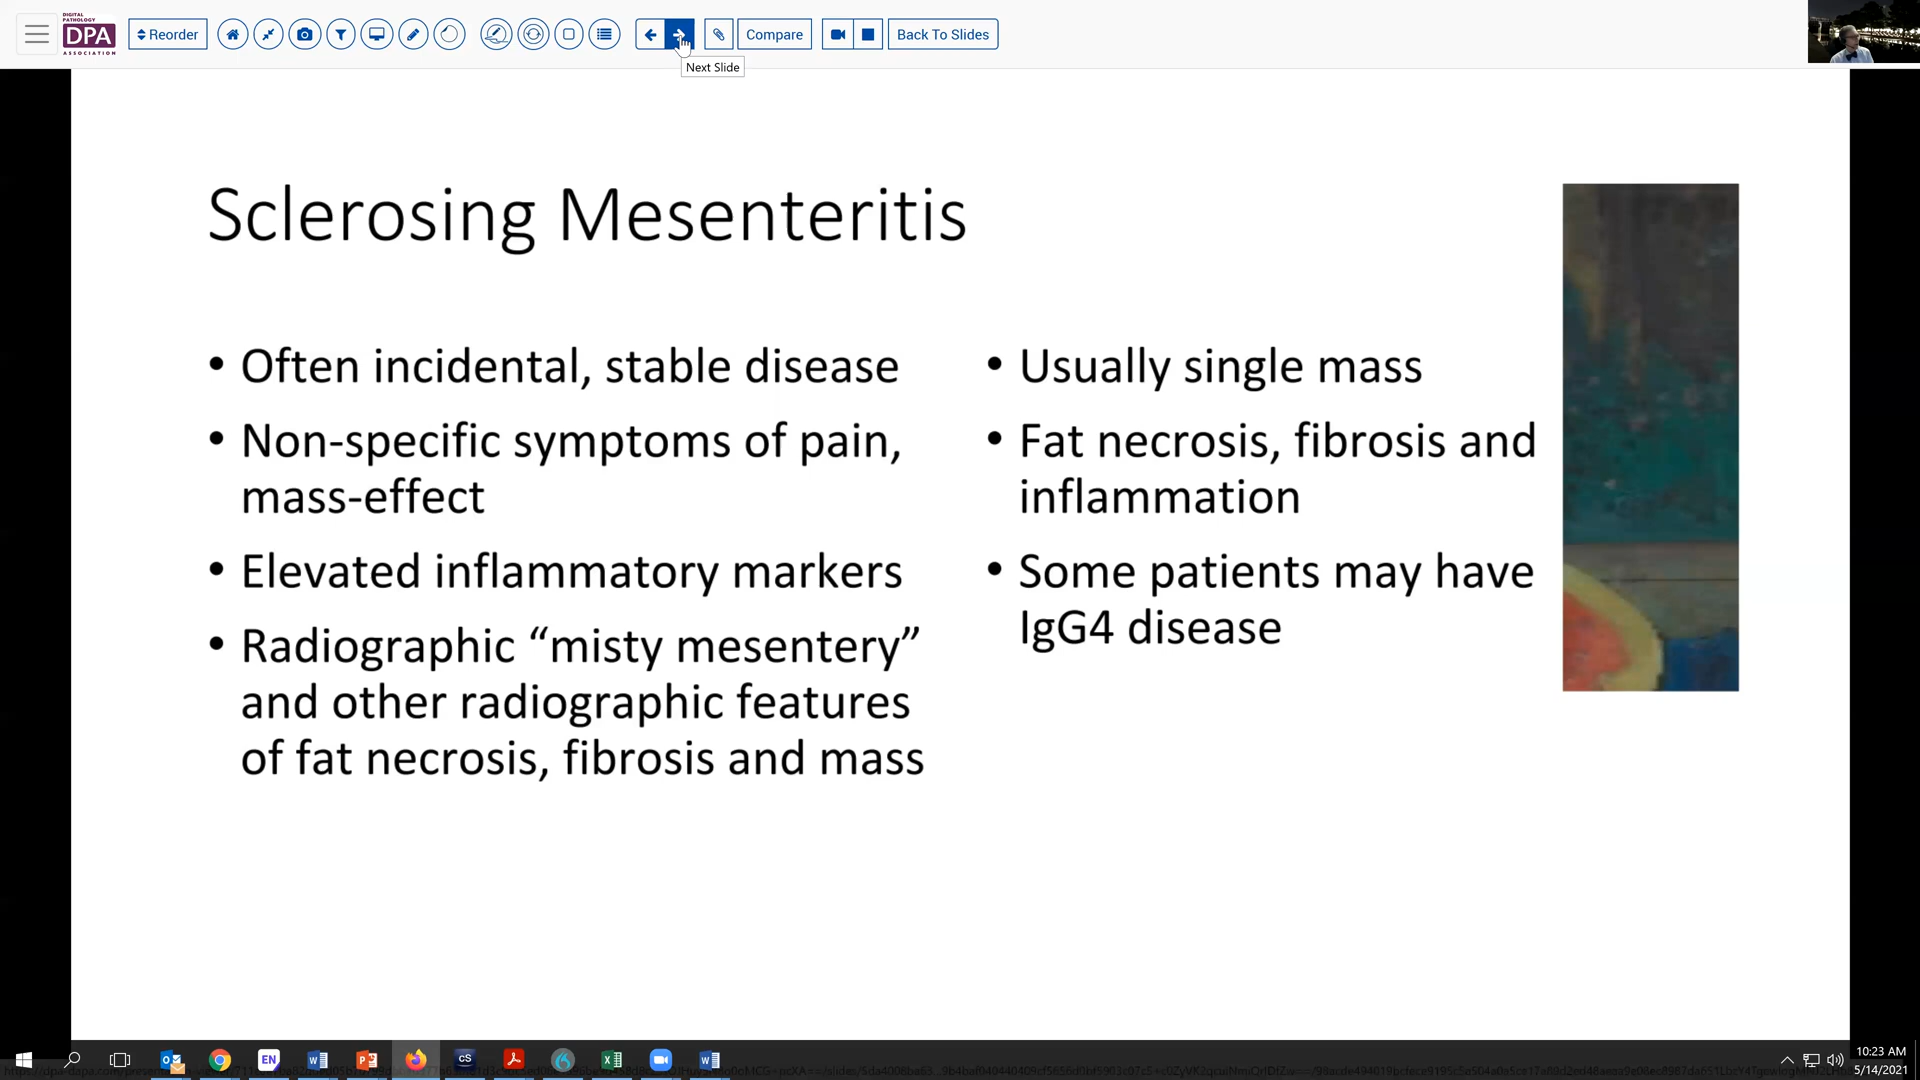 DIGITAL PATHOLOGY
DPA
ASSOCIATION
Reorder
Compare
Back To Slides
Next Slide
Sclerosing Mesenteritis
• Often incidental, stable disease
• Non-specific symptoms of pain,
mass-effect
• Elevated inflammatory markers
• Radiographic “misty mesentery”
and other radiographic features
of fat necrosis, fibrosis and mass
• Usually single mass
• Fat necrosis, fibrosis and
inflammation
• Some patients may have
IgG4 disease
EN
cS
10:23 AM
5/14/2021